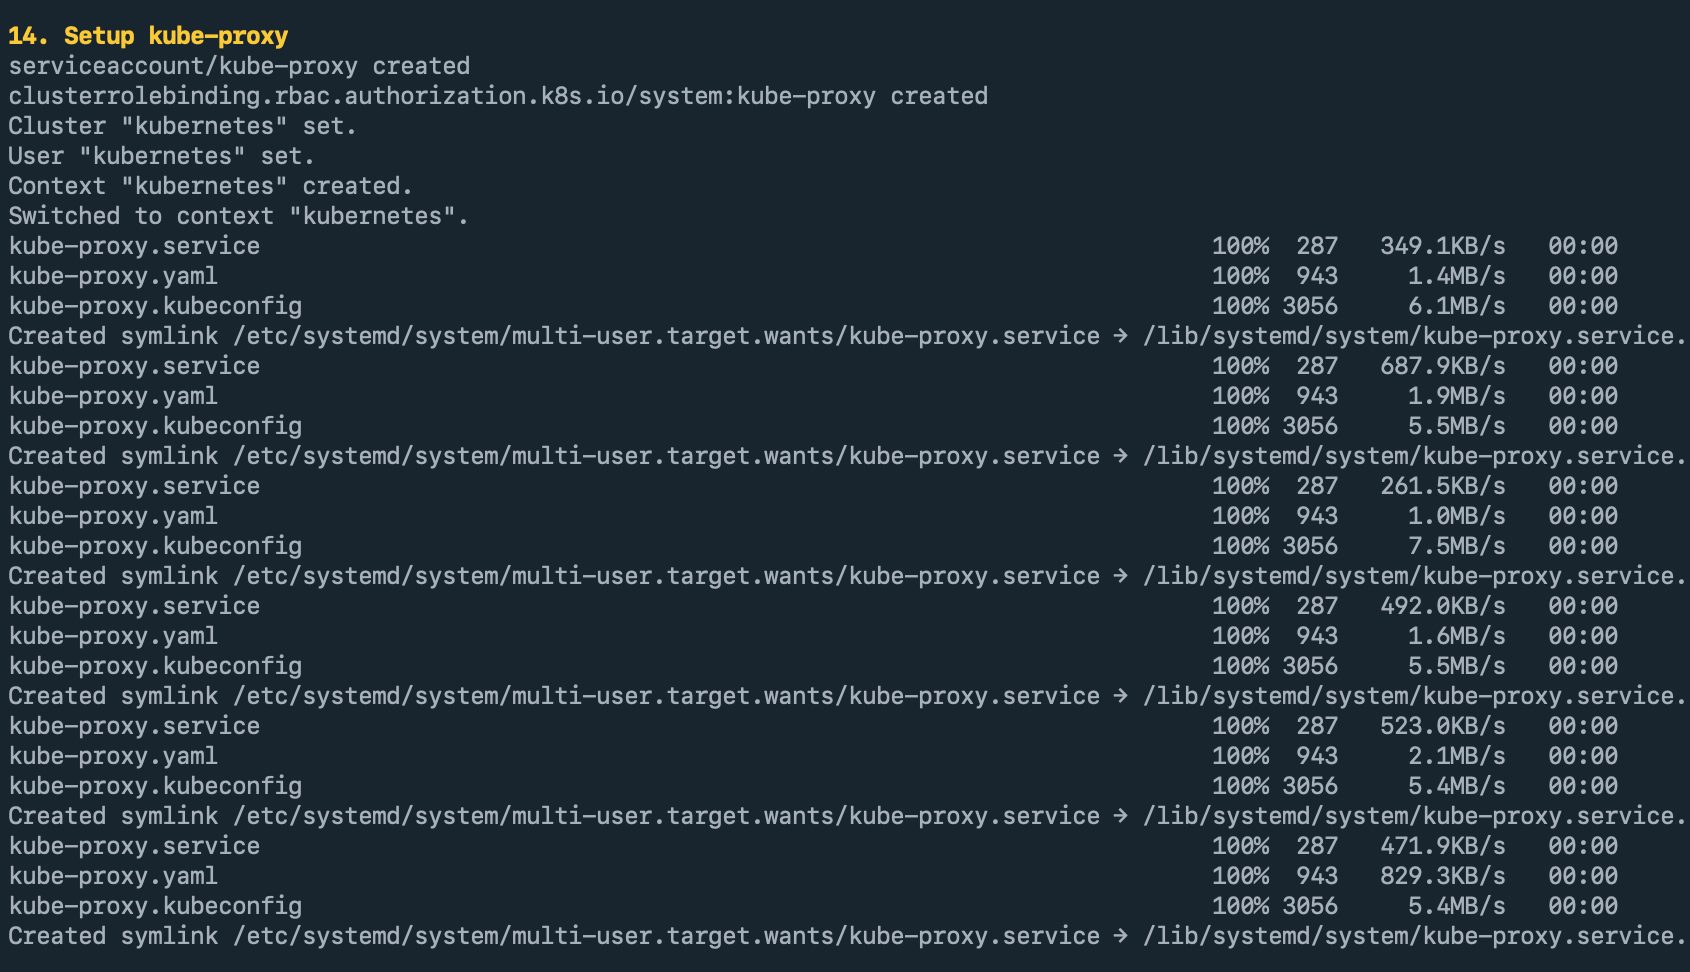 14. Setup kube-proxy
serviceaccount/kube-proxy created
clusterrolebinding.rbac.authorization.k8s.io/system:kube-proxy created
Cluster "kubernetes" set.
User "kubernetes" set.
Context "kubernetes" created.
Switched to context "kubernetes".
kube-proxy.service 100% 287 349.1KB/s 00:00
kube-proxy.yaml 100% 943 1.4MB/s 00:00
kube-proxy.kubeconfig 100% 3056 6.1MB/s 00:00
Created symlink /etc/systemd/system/multi-user.target.wants/kube-proxy.service → /lib/systemd/system/kube-proxy.service.
kube-proxy.service 100% 287 687.9KB/s 00:00
kube-proxy.yaml 100% 943 1.9MB/s 00:00
kube-proxy.kubeconfig 100% 3056 5.5MB/s 00:00
Created symlink /etc/systemd/system/multi-user.target.wants/kube-proxy.service → /lib/systemd/system/kube-proxy.service.
kube-proxy.service 100% 287 261.5KB/s 00:00
kube-proxy.yaml 100% 943 1.0MB/s 00:00
kube-proxy.kubeconfig 100% 3056 7.5MB/s 00:00
Created symlink /etc/systemd/system/multi-user.target.wants/kube-proxy.service → /lib/systemd/system/kube-proxy.service.
kube-proxy.service 100% 287 492.0KB/s 00:00
kube-proxy.yaml 100% 943 1.6MB/s 00:00
kube-proxy.kubeconfig 100% 3056 5.5MB/s 00:00
Created symlink /etc/systemd/system/multi-user.target.wants/kube-proxy.service → /lib/systemd/system/kube-proxy.service.
kube-proxy.service 100% 287 523.0KB/s 00:00
kube-proxy.yaml 100% 943 2.1MB/s 00:00
kube-proxy.kubeconfig 100% 3056 5.4MB/s 00:00
Created symlink /etc/systemd/system/multi-user.target.wants/kube-proxy.service → /lib/systemd/system/kube-proxy.service.
kube-proxy.service 100% 287 471.9KB/s 00:00
kube-proxy.yaml 100% 943 829.3KB/s 00:00
kube-proxy.kubeconfig 100% 3056 5.4MB/s 00:00
Created symlink /etc/systemd/system/multi-user.target.wants/kube-proxy.service → /lib/systemd/system/kube-proxy.service.